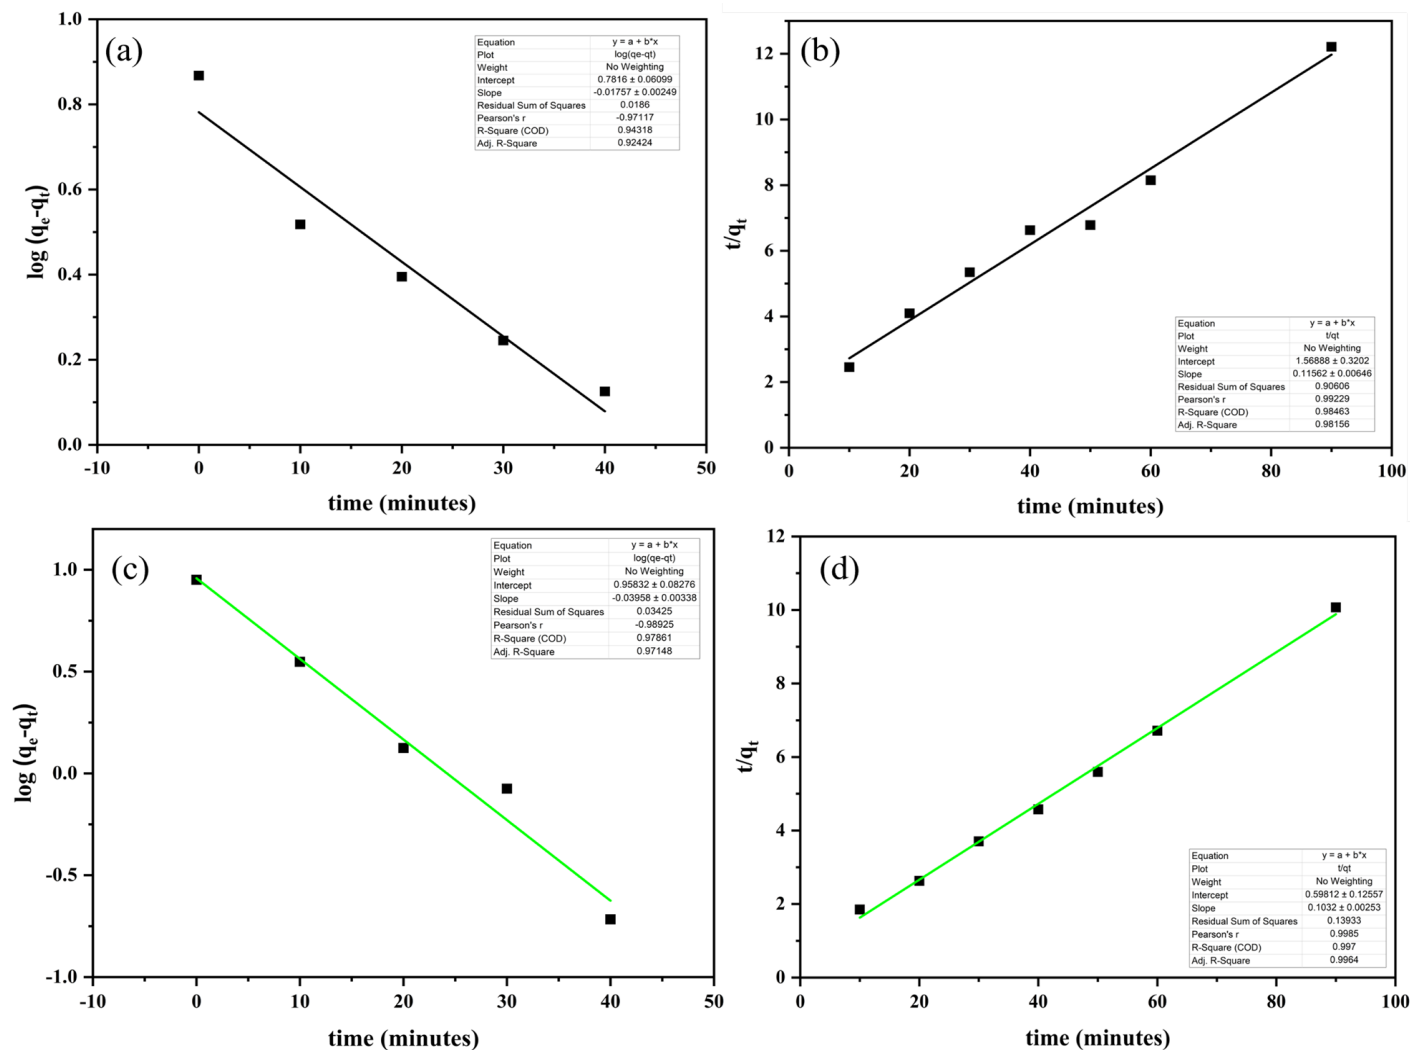 (a)
1.0
0.8
0.6
0.4
0.2
0.0
log (qe-qt)
-10 0 10 20 30 40 50
time (minutes)
Equation y = a + b*x
Plot log(qe-qt)
Weight No Weighting
Intercept 0.7816 ± 0.06099
Slope -0.01757 ± 0.00249
Residual Sum of Squares 0.0186
Pearson's r -0.97117
R-Square (COD) 0.94318
Adj. R-Square 0.92424
(b)
12
10
8
6
4
2
0
t/qt
0 20 40 60 80 100
time (minutes)
Equation y = a + b*x
Plot t/qt
Weight No Weighting
Intercept 1.56888 ± 0.3202
Slope 0.11562 ± 0.00646
Residual Sum of Squares 0.90606
Pearson's r 0.99229
R-Square (COD) 0.98463
Adj. R-Square 0.98156
(c)
1.0
0.5
0.0
-0.5
-1.0
log (qe-qt)
-10 0 10 20 30 40 50
time (minutes)
Equation y = a + b*x
Plot log(qe-qt)
Weight No Weighting
Intercept 0.95832 ± 0.08276
Slope -0.03958 ± 0.00338
Residual Sum of Squares 0.03425
Pearson's r -0.98925
R-Square (COD) 0.97861
Adj. R-Square 0.97148
(d)
12
10
8
6
4
2
0
t/qt
0 20 40 60 80 100
time (minutes)
Equation y = a + b*x
Plot t/qt
Weight No Weighting
Intercept 0.59812 ± 0.12557
Slope 0.1032 ± 0.00253
Residual Sum of Squares 0.13933
Pearson's r 0.9985
R-Square (COD) 0.997
Adj. R-Square 0.9964